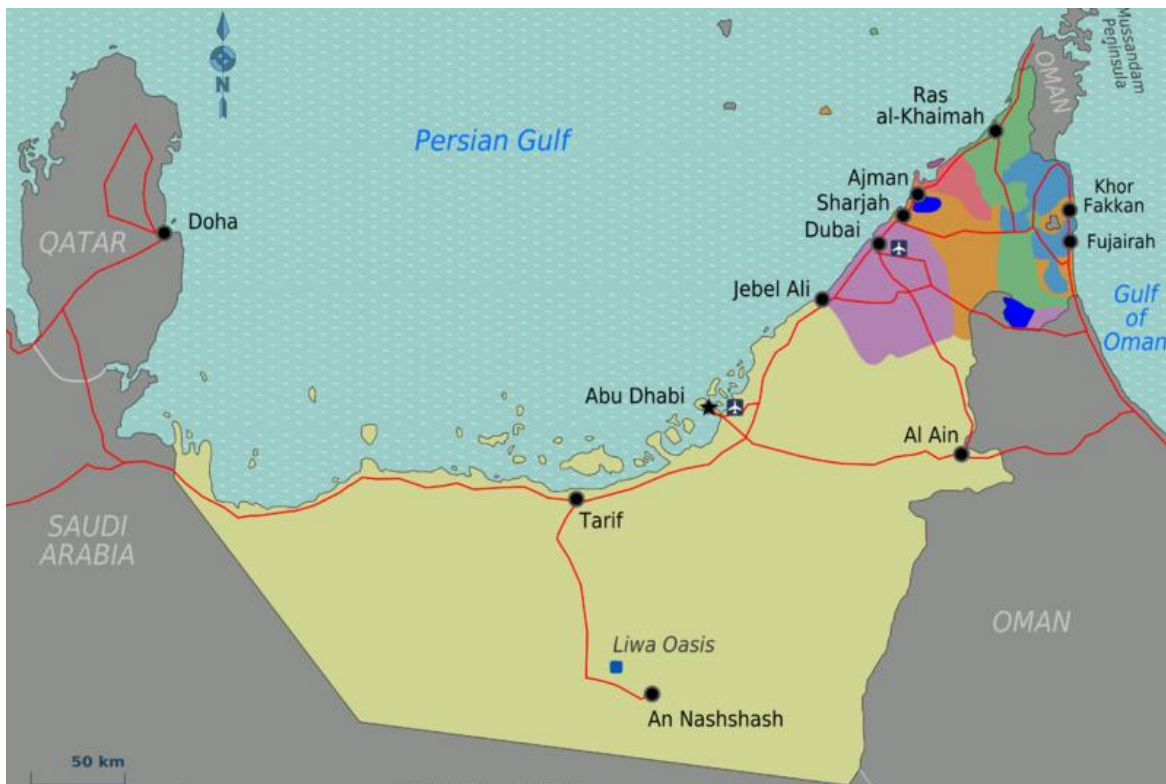 Mussandam
Peninsula
OMAN
N
Ras
al-Khaimah
Persian Gulf
Ajman
Khor
Fakkan
Sharjah
Doha
Dubai
Fujairah
QATAR
Jebel Ali
Gulf
of
Oman
Abu Dhabi
Al Ain
Tarif
SAUDI
ARABIA
OMAN
Liwa Oasis
An Nashshash
50 km